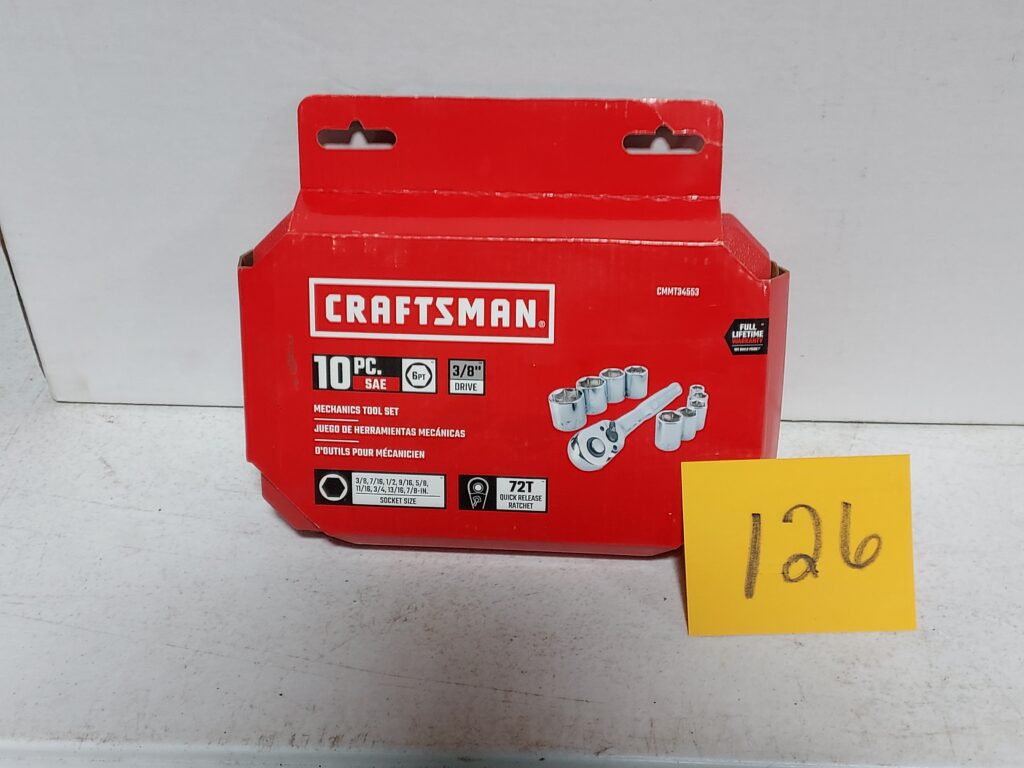 CRAFTSMAN®
CMMT34553
FULL
LIFETIME
WARRANTY
10 PC.
SAE
6PT
3/8"
DRIVE
MECHANICS TOOL SET
JUEGO DE HERRAMIENTAS MECÁNICAS
D'OUTILS POUR MÉCANICIEN
3/8, 7/16, 1/2, 9/16, 5/8,
11/16, 3/4, 13/16, 7/8-IN.
SOCKET SIZE
72T
QUICK RELEASE
RATCHET
126